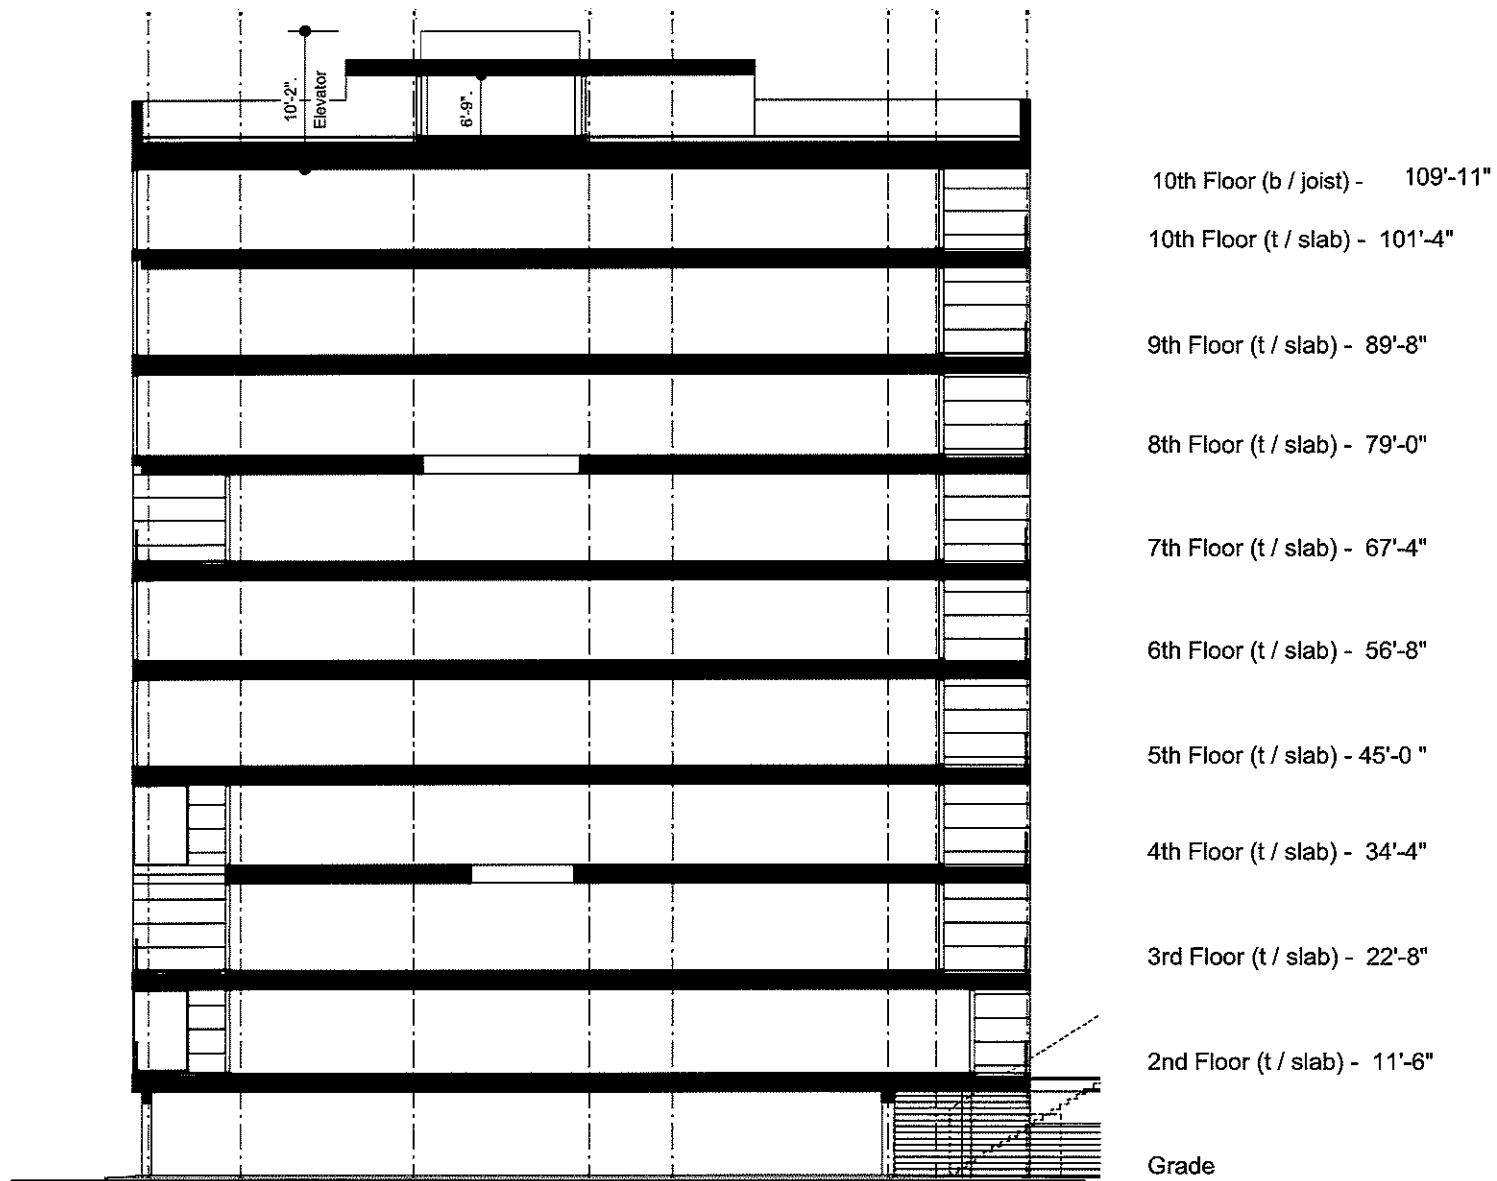 10'-2".
Elevator
6'-9".
10th Floor (b / joist) - 109'-11"
10th Floor (t / slab) - 101'-4"
9th Floor (t / slab) - 89'-8"
8th Floor (t / slab) - 79'-0"
7th Floor (t / slab) - 67'-4"
6th Floor (t / slab) - 56'-8"
5th Floor (t / slab) - 45'-0 "
4th Floor (t / slab) - 34'-4"
3rd Floor (t / slab) - 22'-8"
2nd Floor (t / slab) - 11'-6"
Grade